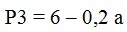 P3 = 6 – 0,2 a